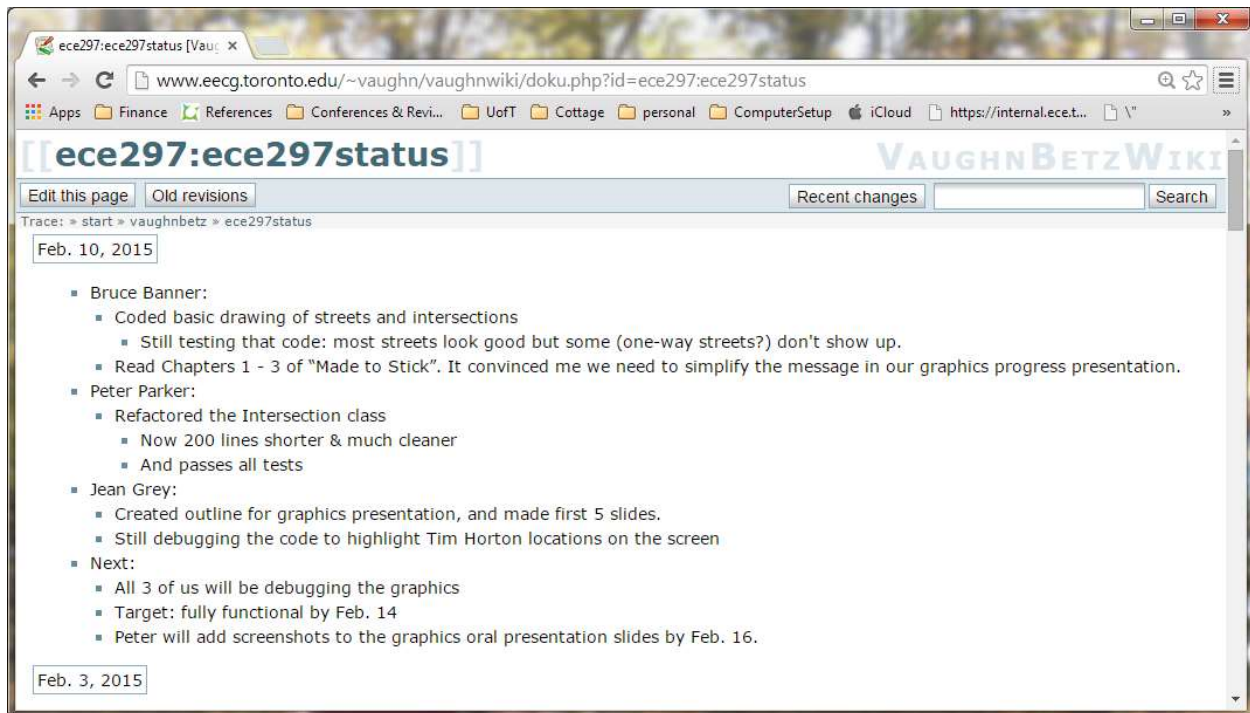 ece297:ece297status [Vaug
www.eecg.toronto.edu/~vaughn/vaughnwiki/doku.php?id=ece297:ece297status
Apps Finance References Conferences & Revi... UofT Cottage personal ComputerSetup iCloud https://internal.ece.t... \" »
[[ece297:ece297status]] VAUGHNBETZWIKI
Edit this page Old revisions Recent changes Search
Trace: » start » vaughnbetz » ece297status
Feb. 10, 2015
Bruce Banner:
Coded basic drawing of streets and intersections
Still testing that code: most streets look good but some (one-way streets?) don't show up.
Read Chapters 1 - 3 of “Made to Stick”. It convinced me we need to simplify the message in our graphics progress presentation.
Peter Parker:
Refactored the Intersection class
Now 200 lines shorter & much cleaner
And passes all tests
Jean Grey:
Created outline for graphics presentation, and made first 5 slides.
Still debugging the code to highlight Tim Horton locations on the screen
Next:
All 3 of us will be debugging the graphics
Target: fully functional by Feb. 14
Peter will add screenshots to the graphics oral presentation slides by Feb. 16.
Feb. 3, 2015